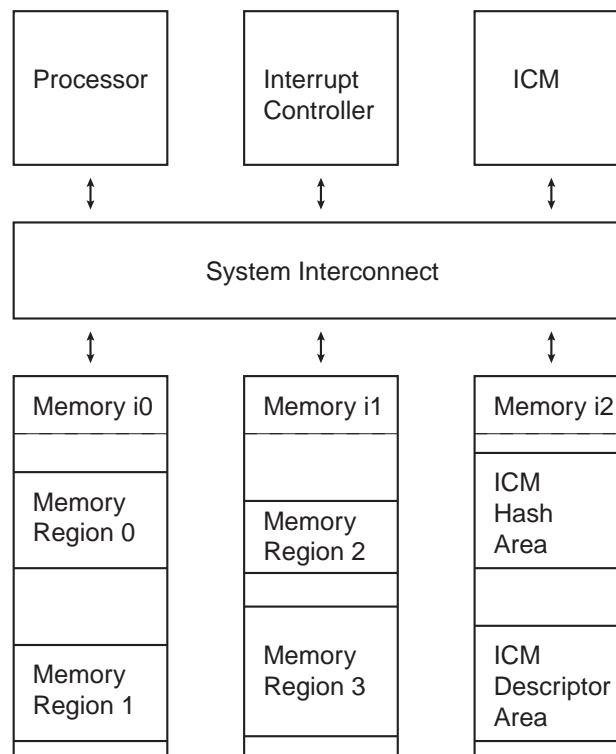 Processor
Interrupt
Controller
ICM
System Interconnect
Memory i0
Memory i1
Memory i2
Memory
Region 0
Memory
Region 1
Memory
Region 2
Memory
Region 3
ICM
Hash
Area
ICM
Descriptor
Area